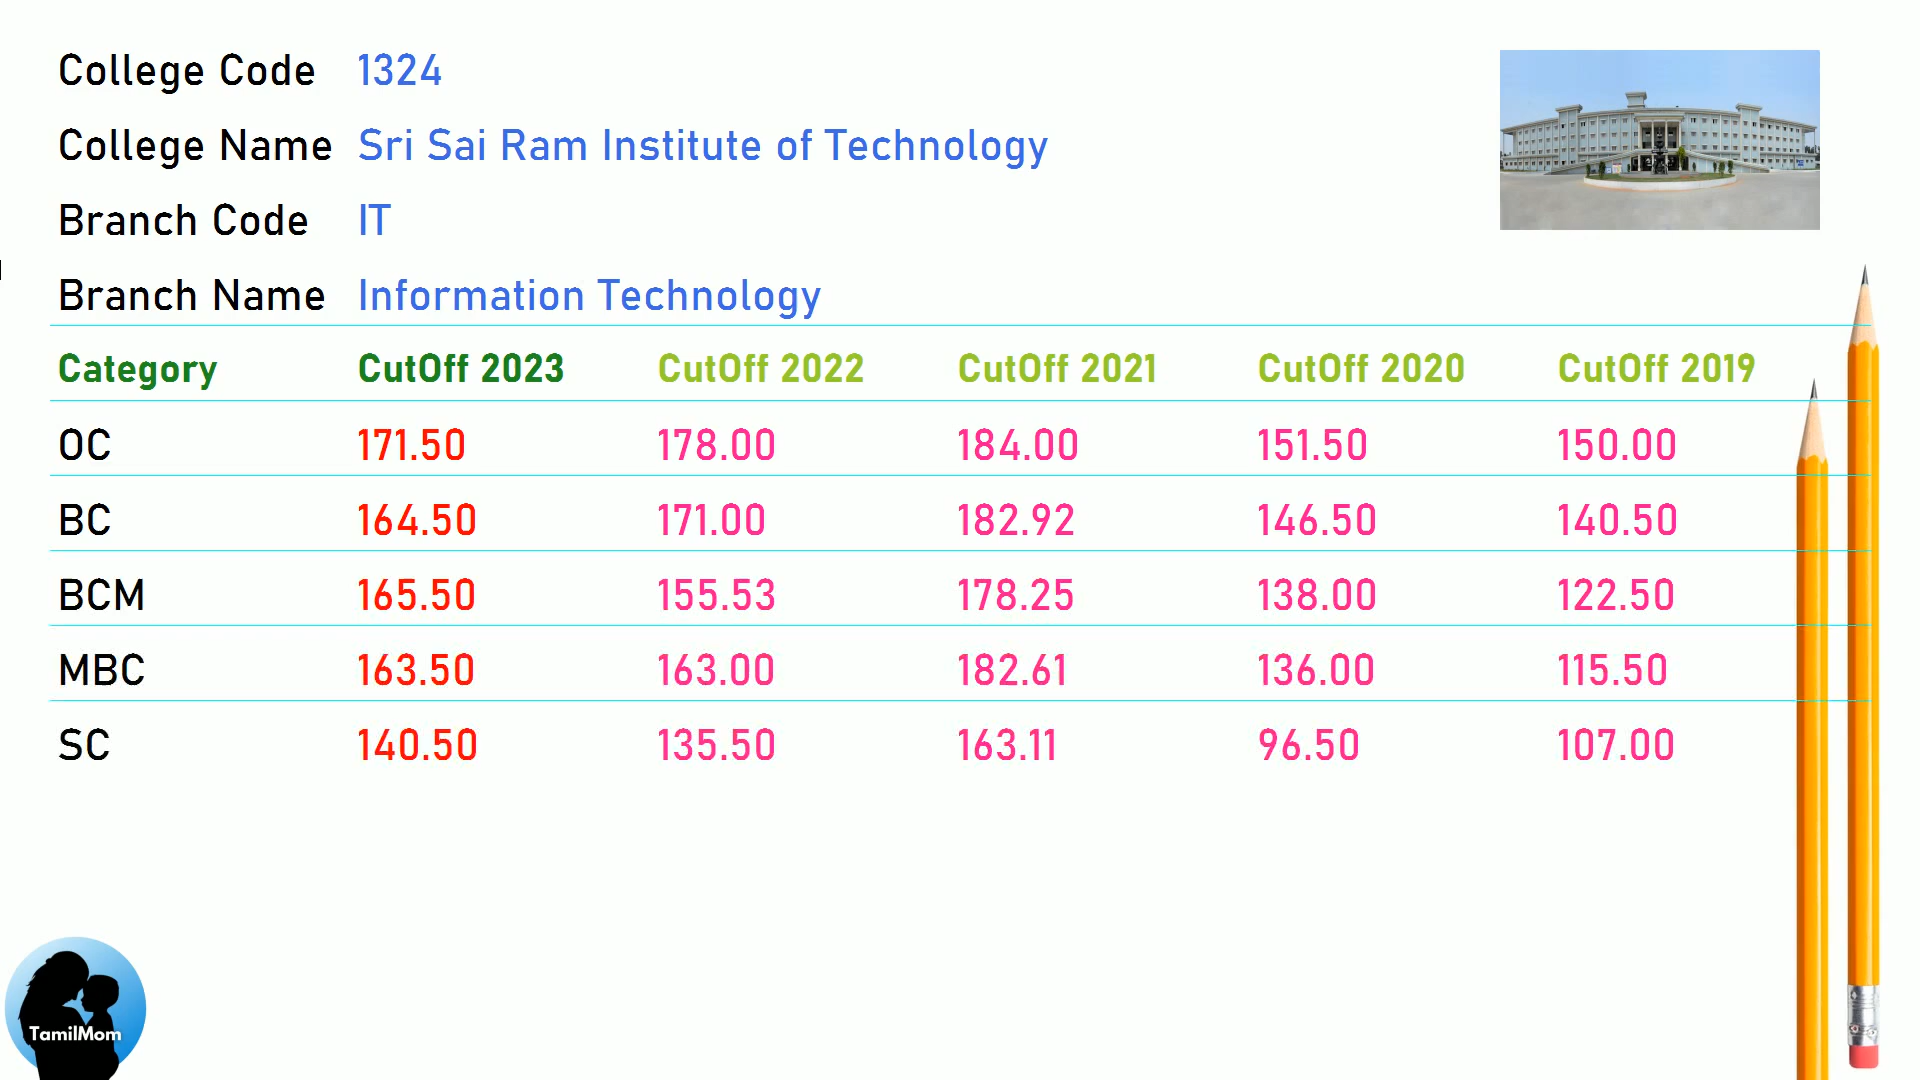 College Code 1324
College Name Sri Sai Ram Institute of Technology
Branch Code IT
Branch Name Information Technology
Category CutOff 2023 CutOff 2022 CutOff 2021 CutOff 2020 CutOff 2019
OC 171.50 178.00 184.00 151.50 150.00
BC 164.50 171.00 182.92 146.50 140.50
BCM 165.50 155.53 178.25 138.00 122.50
MBC 163.50 163.00 182.61 136.00 115.50
SC 140.50 135.50 163.11 96.50 107.00
TamilMom